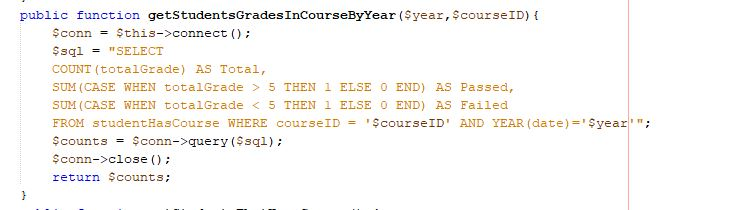 public function getStudentsGradesInCourseByYear($year,$courseID){
$conn = $this->connect();
$sql = "SELECT
COUNT(totalGrade) AS Total,
SUM(CASE WHEN totalGrade > 5 THEN 1 ELSE 0 END) AS Passed,
SUM(CASE WHEN totalGrade < 5 THEN 1 ELSE 0 END) AS Failed
FROM studentHasCourse WHERE courseID = '$courseID' AND YEAR(date)='$year'";
$counts = $conn->query($sql);
$conn->close();
return $counts;
}